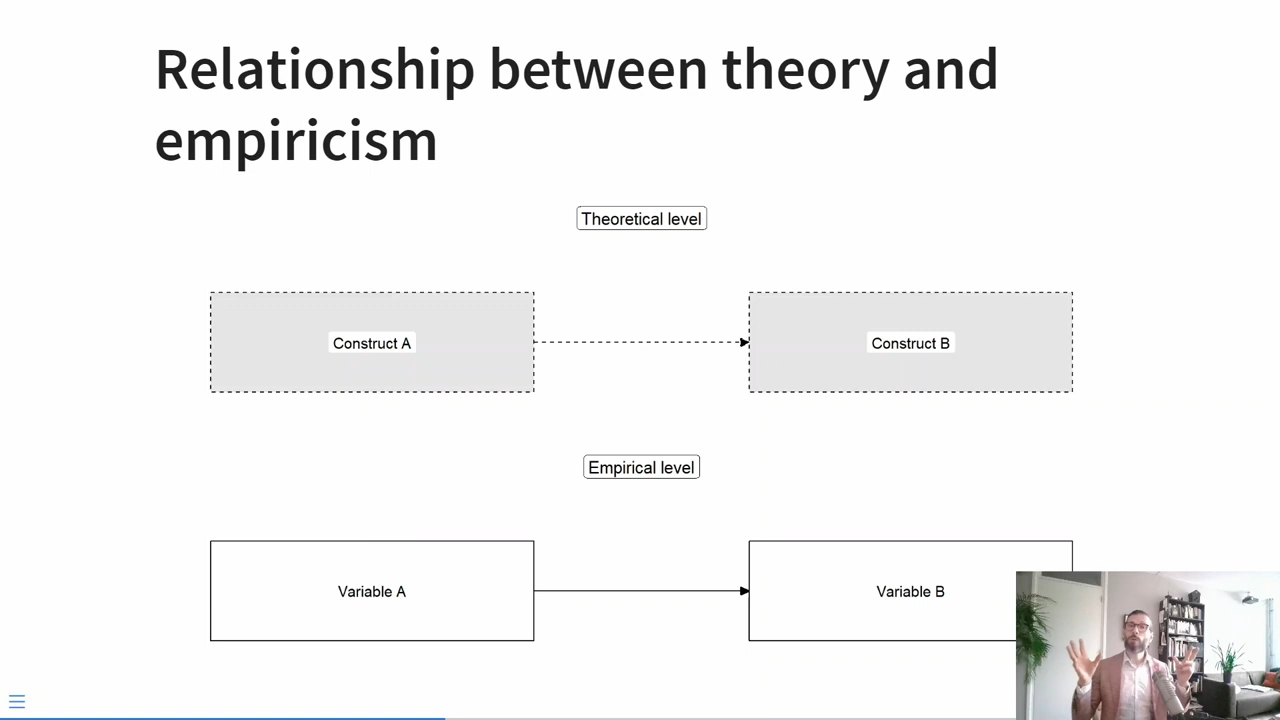 Relationship between theory and
empiricism
Theoretical level
Construct A
Construct B
Empirical level
Variable A
Variable B